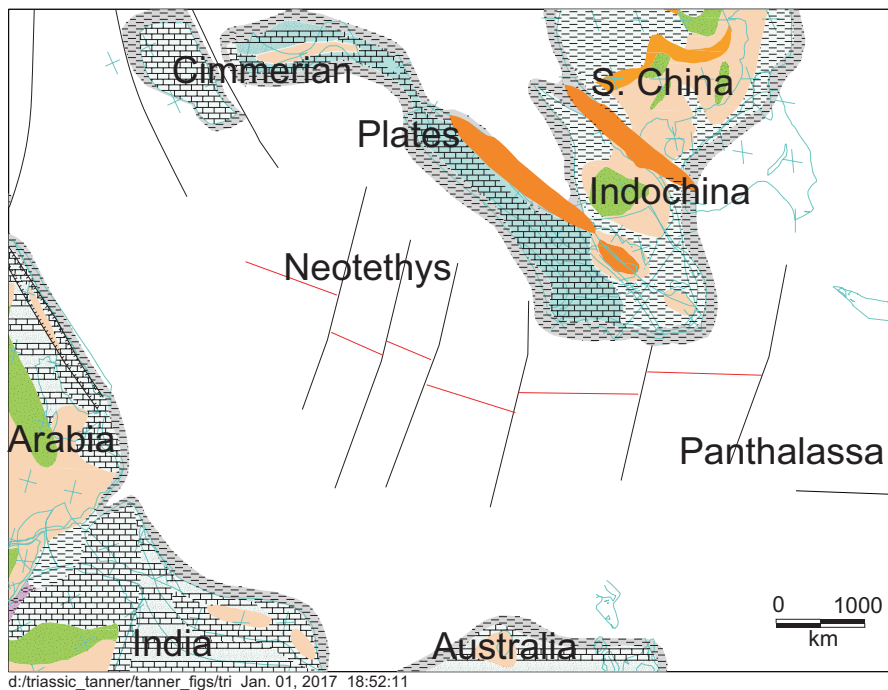 Cimmerian
S. China
Plates
Indochina
Neotethys
Arabia
Panthalassa
0 1000
km
India
Australia
d:/triassic_tanner/tanner_figs/tri Jan. 01, 2017 18:52:11